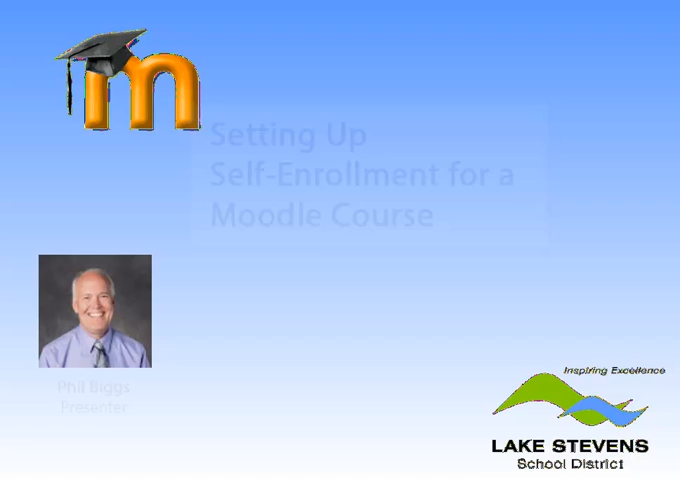 Setting Up
Self-Enrollment for a
Moodle Course
Phil Biggs
Presenter
Inspiring Excellence
LAKE STEVENS
School District